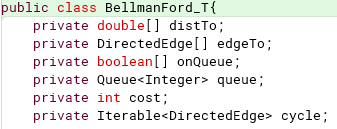 public class BellmanFord_T{
    private double[] distTo;
    private DirectedEdge[] edgeTo;
    private boolean[] onQueue;
    private Queue<Integer> queue;
    private int cost;
    private Iterable<DirectedEdge> cycle;